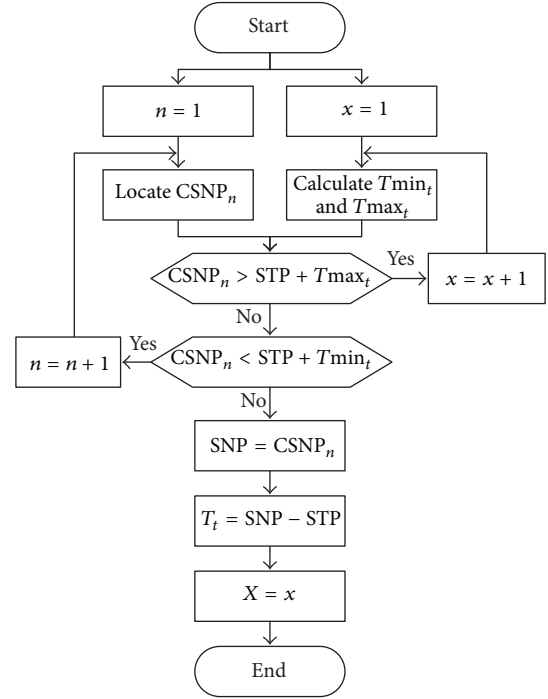 Start
n = 1
x = 1
Locate CSNPₙ
Calculate Tminₜ
and Tmaxₜ
CSNPₙ > STP + Tmaxₜ
Yes
x = x + 1
No
CSNPₙ < STP + Tminₜ
Yes
n = n + 1
No
SNP = CSNPₙ
Tₜ = SNP − STP
X = x
End